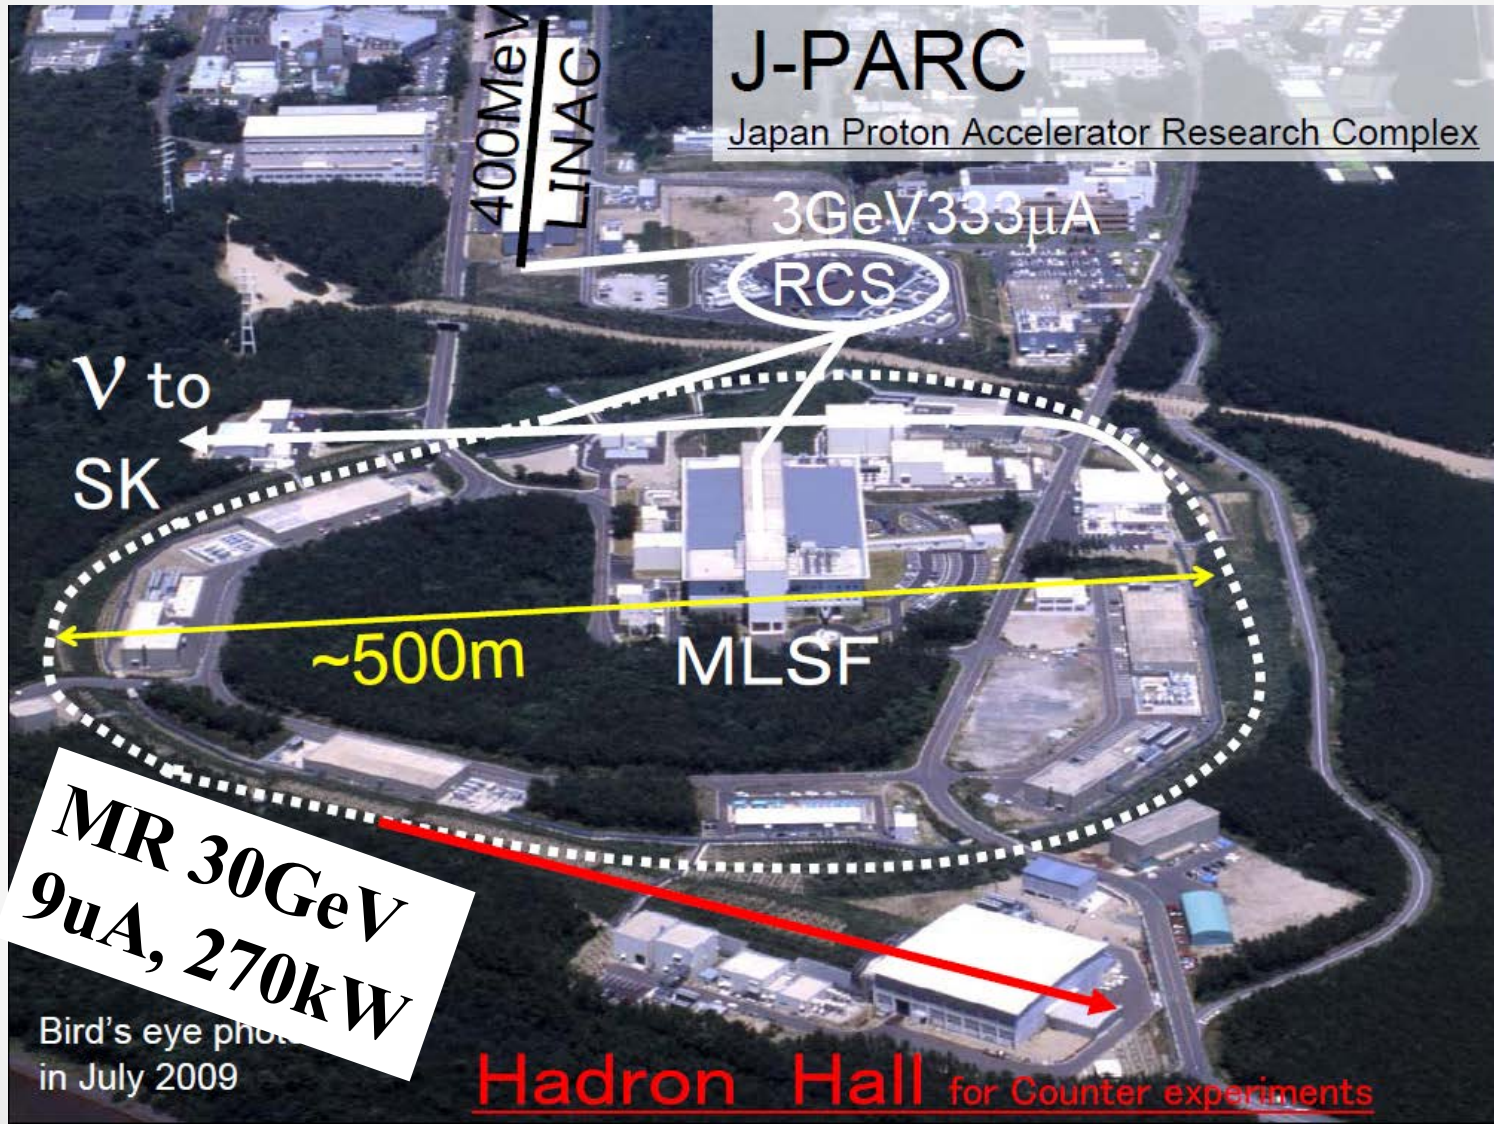 J-PARC
Japan Proton Accelerator Research Complex
400MeV
LINAC
3GeV333μA
RCS
ν to
SK
~500m
MLSF
MR 30GeV
9uA, 270kW
Bird's eye photo
in July 2009
Hadron Hall for Counter experiments